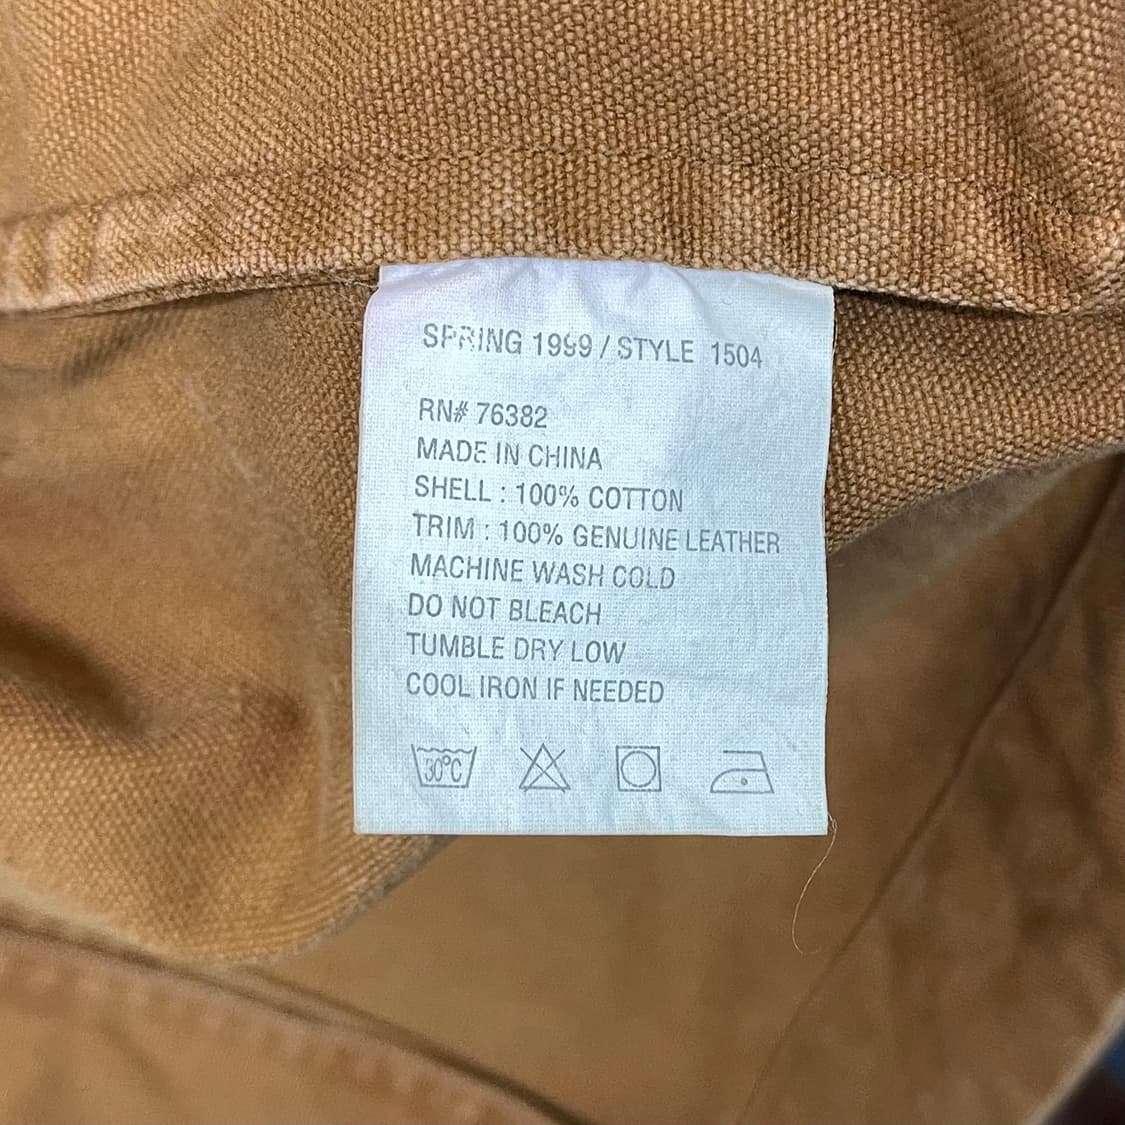 SPRING 1999 / STYLE 1504
RN# 76382
MADE IN CHINA
SHELL : 100% COTTON
TRIM : 100% GENUINE LEATHER
MACHINE WASH COLD
DO NOT BLEACH
TUMBLE DRY LOW
COOL IRON IF NEEDED
30°C